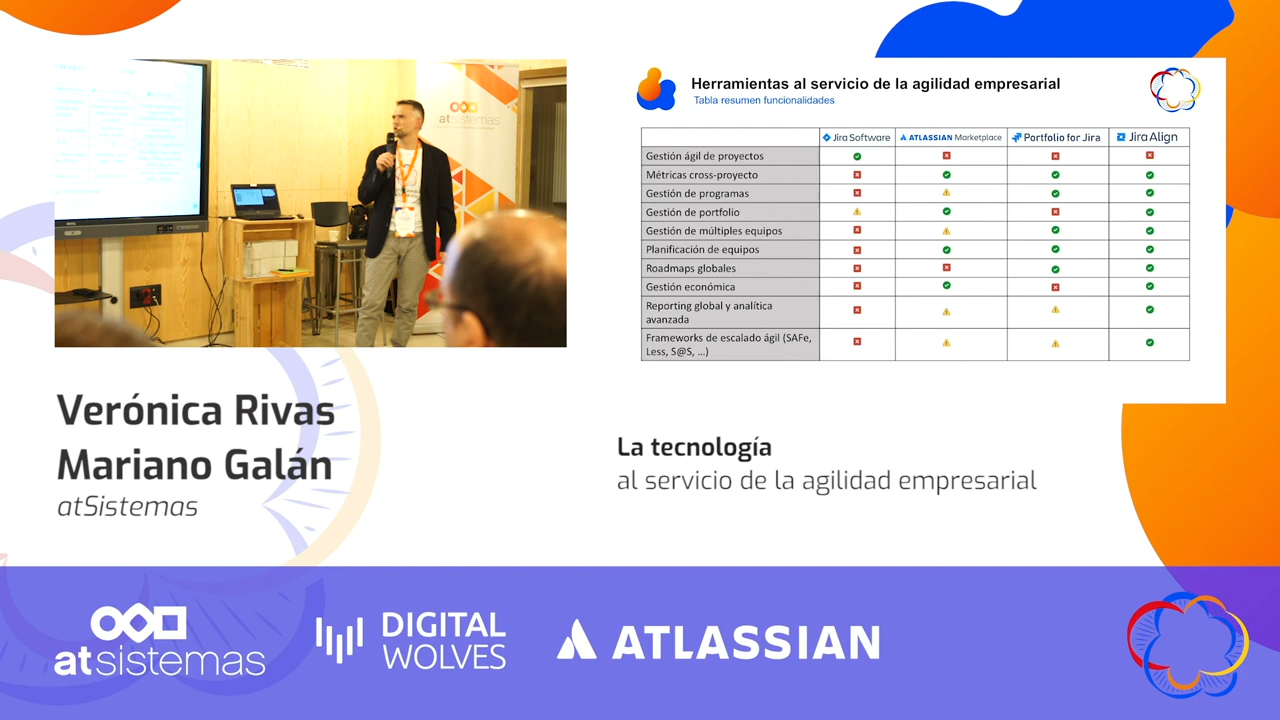 atsistemas
Herramientas al servicio de la agilidad empresarial
Tabla resumen funcionalidades
Jira Software
ATLASSIAN Marketplace
Portfolio for Jira
Jira Align
Gestión ágil de proyectos
Métricas cross-proyecto
Gestión de programas
Gestión de portfolio
Gestión de múltiples equipos
Planificación de equipos
Roadmaps globales
Gestión económica
Reporting global y analítica
avanzada
Frameworks de escalado ágil (SAFe,
Less, S@S, ...)
Verónica Rivas
Mariano Galán
atSistemas
La tecnología
al servicio de la agilidad empresarial
atsistemas
DIGITAL
WOLVES
ATLASSIAN